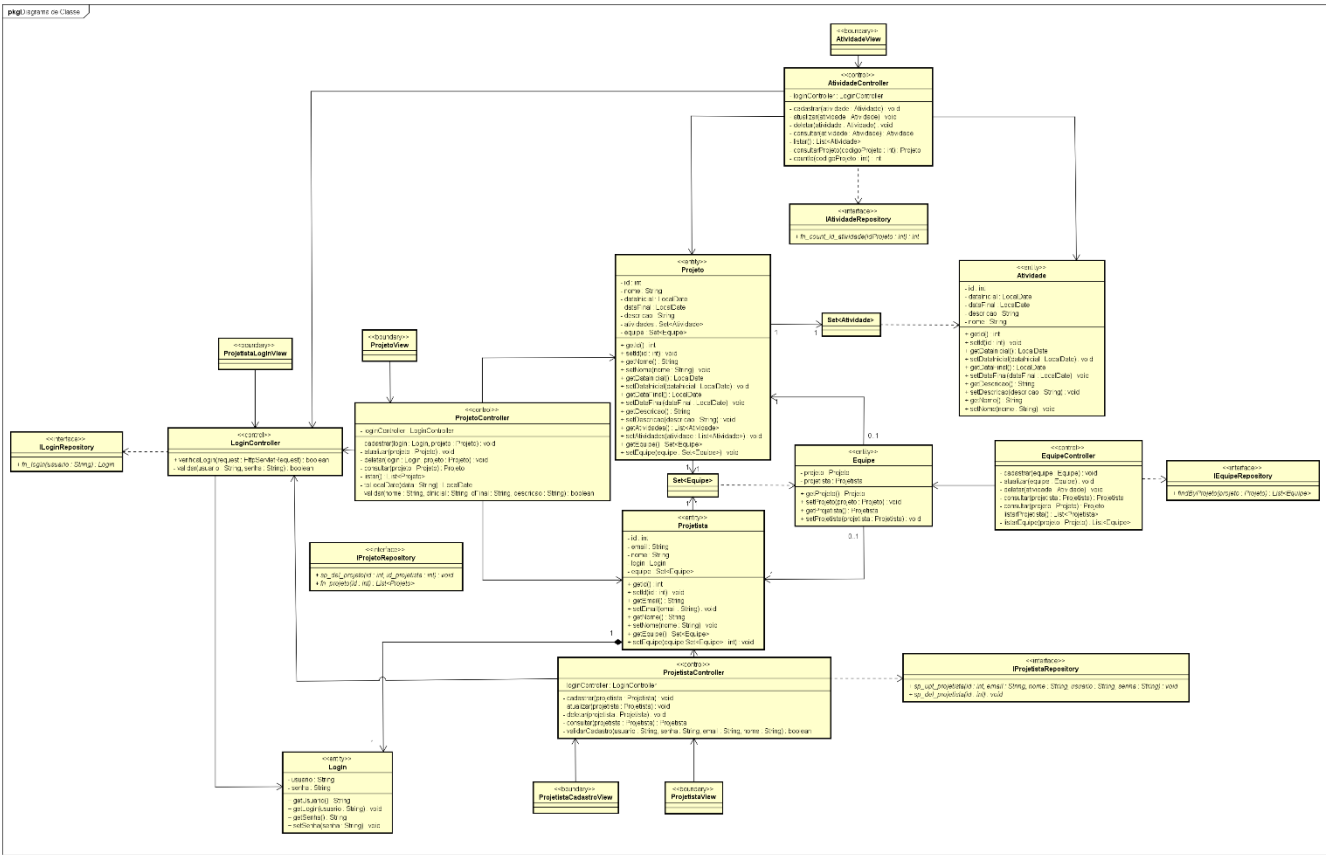 pkg Diagrama de Classe
<<boundary>>
AtividadeView
<<control>>
AtividadeController
- loginController : LoginController
- cadastrar(atividade : Atividade) : void
- atualizar(atividade : Atividade) : void
- deletar(atividade : Atividade) : void
- consultar(atividade : Atividade) : Atividade
- listar() : List<Atividade>
consultarProjeto(codigoProjeto : int) : Projeto
- countId(codigoProjeto : int) : int
<<interface>>
IAtividadeRepository
+ fn_count_id_atividade(idProjeto : int) : int
<<entity>>
Projeto
- id : int
- nome : String
- dataInicial : LocalDate
dataFinal : LocalDate
- descricao : String
- atividades : Set<Atividade>
- equipe : Set<Equipe>
+ getId() : int
+ setId(id : int) : void
+ getNome() : String
+ setNome(nome : String) : void
+ getDataInicial() : LocalDate
+ setDataInicial(dataInicial : LocalDate) : void
+ getDataFinal() : LocalDate
+ setDataFinal(dataFinal : LocalDate) : void
+ getDescricao() : String
+ setDescricao(descricao : String) : void
+ getAtividades() : List<Atividade>
+ setAtividades(atividade : List<Atividade>) : void
+ getEquipe() : Set<Equipe>
+ setEquipe(equipe : Set<Equipe>) : void
1
1
Set<Atividade>
<<entity>>
Atividade
- id : int
- dataInicial : LocalDate
- dataFinal : LocalDate
descricao : String
- nome : String
+ getId() : int
+ setId(id : int) : void
+ getDataInicial() : LocalDate
+ setDataInicial(dataInicial : LocalDate) : void
+ getDataFinal() : LocalDate
+ setDataFinal(dataFinal : LocalDate) : void
+ getDescricao() : String
+ setDescricao(descricao : String) : void
+ getNome() : String
+ setNome(nome : String) : void
<<boundary>>
ProjetistaLogInView
<<boundary>>
ProjetoView
<<interface>>
ILoginRepository
+ fn_login(usuario : String) : Login
<<control>>
LoginController
+ verificaLogin(request : HttpServletRequest) : boolean
- validar(usuario : String, senha : String) : boolean
<<control>>
ProjetoController
- loginController : LoginController
cadastrar(login : Login, projeto : Projeto) : void
- atualizar(projeto : Projeto) : void
- deletar(login : Login, projeto : Projeto) : void
- consultar(projeto : Projeto) : Projeto
- listar() : List<Projeto>
- toLocalDate(data : String) : LocalDate
validar(nome : String, dInicial : String, dFinal : String, descricao : String) : boolean
1
0..1
1
1
Set<Equipe>
1
1
<<entity>>
Equipe
- projeto : Projeto
- projetista : Projetista
+ getProjeto() : Projeto
+ setProjeto(projeto : Projeto) : void
+ getProjetista() : Projetista
+ setProjetista(projetista : Projetista) : void
0..1
<<control>>
EquipeController
- cadastrar(equipe : Equipe) : void
- atualizar(equipe : Equipe) : void
- deletar(atividade : Atividade) : void
- consultar(projetista : Projetista) : Projetista
- consultar(projeto : Projeto) : Projeto
listarProjetista() : List<Projetista>
- listarEquipe(projeto : Projeto) : List<Equipe>
<<interface>>
IEquipeRepository
+ findByProjeto(projeto : Projeto) : List<Equipe>
<<interface>>
IProjetoRepository
+ sp_del_projeto(id : int, id_projetista : int) : void
+ fn_projeto(id : int) : List<Projeto>
<<entity>>
Projetista
- id : int
- email : String
- nome : String
login : Login
- equipe : Set<Equipe>
+ getId() : int
+ setId(id : int) : void
+ getEmail() : String
+ setEmail(email : String) : void
+ getNome() : String
+ setNome(nome : String) : void
+ getEquipe() : Set<Equipe>
+ setEquipe(equipe Set<Equipe> : int) : void
1
<<control>>
ProjetistaController
loginController : LoginController
- cadastrar(projetista : Projetista) : void
atualizar(projetista : Projetista) : void
- deletar(projetista : Projetista) : void
- consultar(projetista : Projetista) : Projetista
- validarCadastro(usuario : String, senha : String, email : String, nome : String) : boolean
<<interface>>
IProjetistaRepository
+ sp_upt_projetista(id : int, email : String, nome : String, usuario : String, senha : String) : void
+ sp_del_projetista(id : int) : void
<<entity>>
Login
- usuario : String
- senha : String
+ getUsuario() : String
+ getLogin(usuario : String) : void
+ getSenha() : String
+ setSenha(senha : String) : void
<<boundary>>
ProjetistaCadastroView
<<boundary>>
ProjetistaView